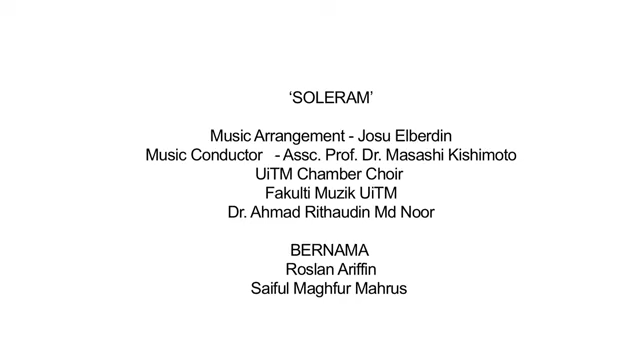 ‘SOLERAM’
Music Arrangement - Josu Elberdin
Music Conductor - Assc. Prof. Dr. Masashi Kishimoto
UiTM Chamber Choir
Fakulti Muzik UiTM
Dr. Ahmad Rithaudin Md Noor
BERNAMA
Roslan Ariffin
Saiful Maghfur Mahrus